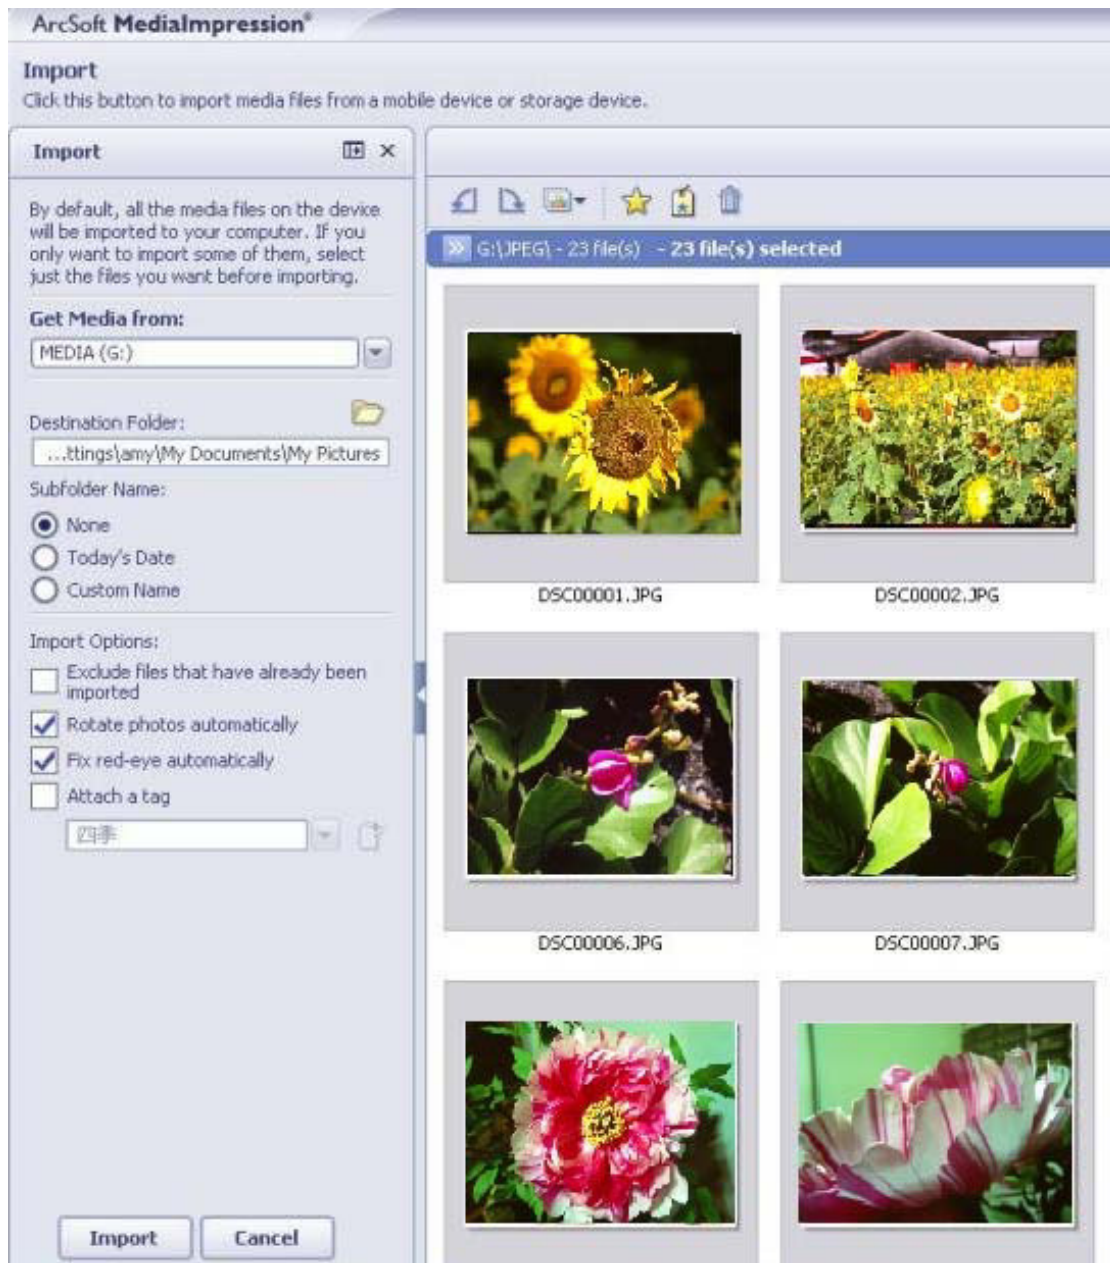 ArcSoft MediaImpression®
Import
Click this button to import media files from a mobile device or storage device.
Import
By default, all the media files on the device
will be imported to your computer. If you
only want to import some of them, select
just the files you want before importing.
Get Media from:
MEDIA (G:)
Destination Folder:
...ttings\amy\My Documents\My Pictures
Subfolder Name:
None
Today's Date
Custom Name
Import Options:
Exclude files that have already been
imported
Rotate photos automatically
Fix red-eye automatically
Attach a tag
四季
Import
Cancel
G:\JPEG\ - 23 file(s) - 23 file(s) selected
DSC00001.JPG
DSC00002.JPG
DSC00006.JPG
DSC00007.JPG